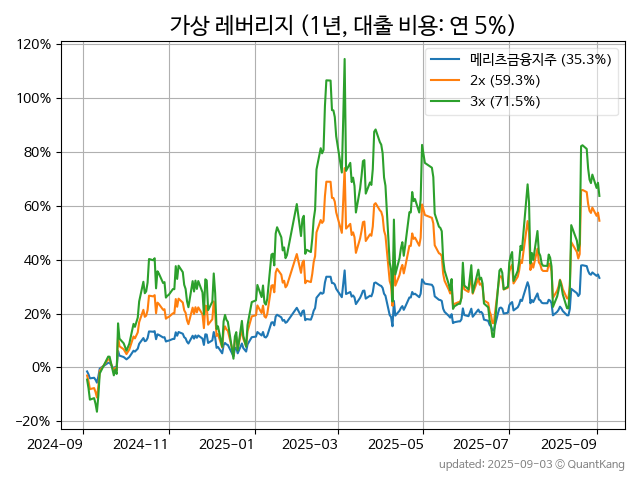 가상 레버리지 (1년, 대출 비용: 연 5%)
메리츠금융지주 (35.3%)
2x (59.3%)
3x (71.5%)
120%
100%
80%
60%
40%
20%
0%
−20%
2024-09 2024-11 2025-01 2025-03 2025-05 2025-07 2025-09
updated: 2025-09-03 © QuantKang